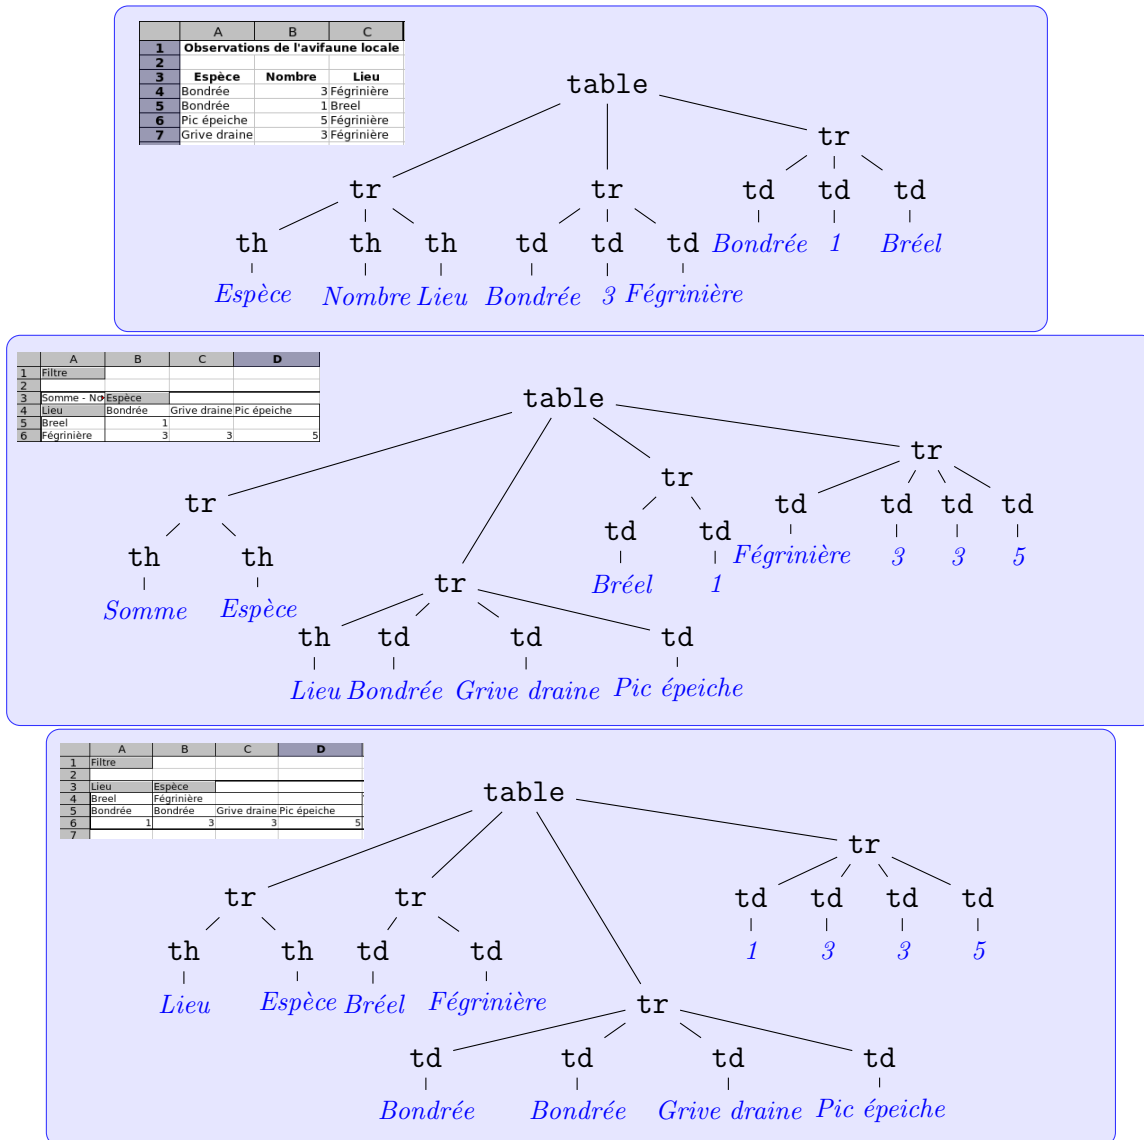 A B C
1 Observations de l'avifaune locale
2
3 Espèce Nombre Lieu
4 Bondrée 3 Fégrinière
5 Bondrée 1 Breel
6 Pic épeiche 5 Fégrinière
7 Grive draine 3 Fégrinière
table
tr
tr tr
td td td
th th th td td td
Bondrée 1 Bréel
Espèce Nombre Lieu Bondrée 3 Fégrinière
A B C D
1 Filtre
2
3 Somme - No Espèce
4 Lieu Bondrée Grive draine Pic épeiche
5 Breel 1
6 Fégrinière 3 3 5
table
tr
tr
tr td td td td
td td
th th Fégrinière 3 3 5
Bréel 1
tr
Somme Espèce
th td td td
Lieu Bondrée Grive draine Pic épeiche
A B C D
1 Filtre
2
3 Lieu Espèce
4 Breel Fégrinière
5 Bondrée Bondrée Grive draine Pic épeiche
6 1 3 3 5
7
table
tr
tr tr td td td td
th th td td 1 3 3 5
Lieu Espèce Bréel Fégrinière
tr
td td td td
Bondrée Bondrée Grive draine Pic épeiche